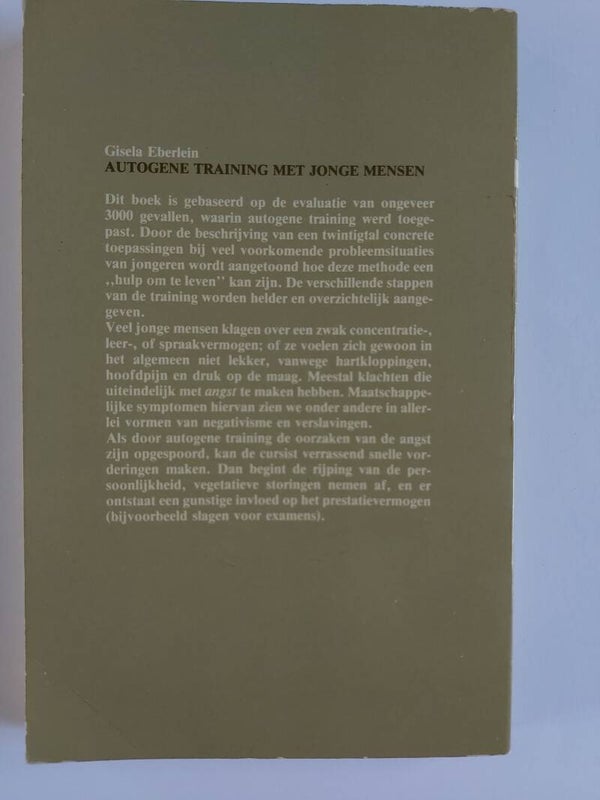 Gisela Eberlein
AUTOGENE TRAINING MET JONGE MENSEN
Dit boek is gebaseerd op de evaluatie van ongeveer
3000 gevallen, waarin autogene training werd toege-
past. Door de beschrijving van een twintigtal concrete
toepassingen bij veel voorkomende probleemsituaties
van jongeren wordt aangetoond hoe deze methode een
,,hulp om te leven’’ kan zijn. De verschillende stappen
van de training worden helder en overzichtelijk aange-
geven.
Veel jonge mensen klagen over een zwak concentratie-,
leer-, of spraakvermogen; of ze voelen zich gewoon in
het algemeen niet lekker, vanwege hartkloppingen,
hoofdpijn en druk op de maag. Meestal klachten die
uiteindelijk met angst te maken hebben. Maatschappe-
lijke symptomen hiervan zien we onder andere in aller-
lei vormen van negativisme en verslavingen.
Als door autogene training de oorzaken van de angst
zijn opgespoord, kan de cursist verrassend snelle vor-
deringen maken. Dan begint de rijping van de per-
soonlijkheid, vegetatieve storingen nemen af, en er
ontstaat een gunstige invloed op het prestatievermogen
(bijvoorbeeld slagen voor examens).